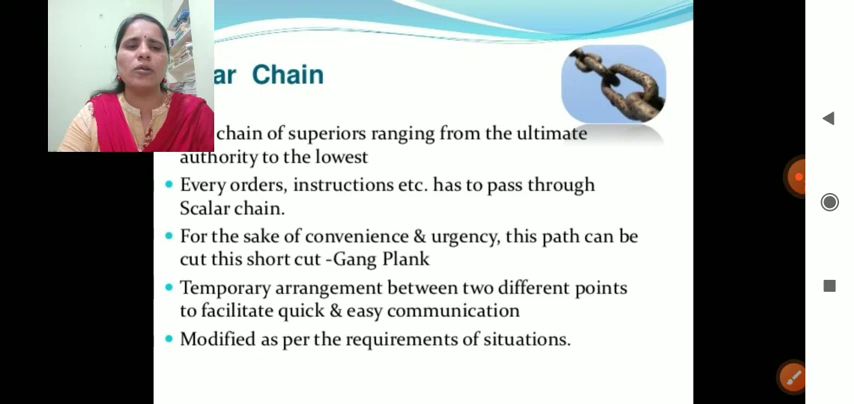 ar Chain
chain of superiors ranging from the ultimate
authority to the lowest
• Every orders, instructions etc. has to pass through
Scalar chain.
• For the sake of convenience & urgency, this path can be
cut this short cut -Gang Plank
• Temporary arrangement between two different points
to facilitate quick & easy communication
• Modified as per the requirements of situations.